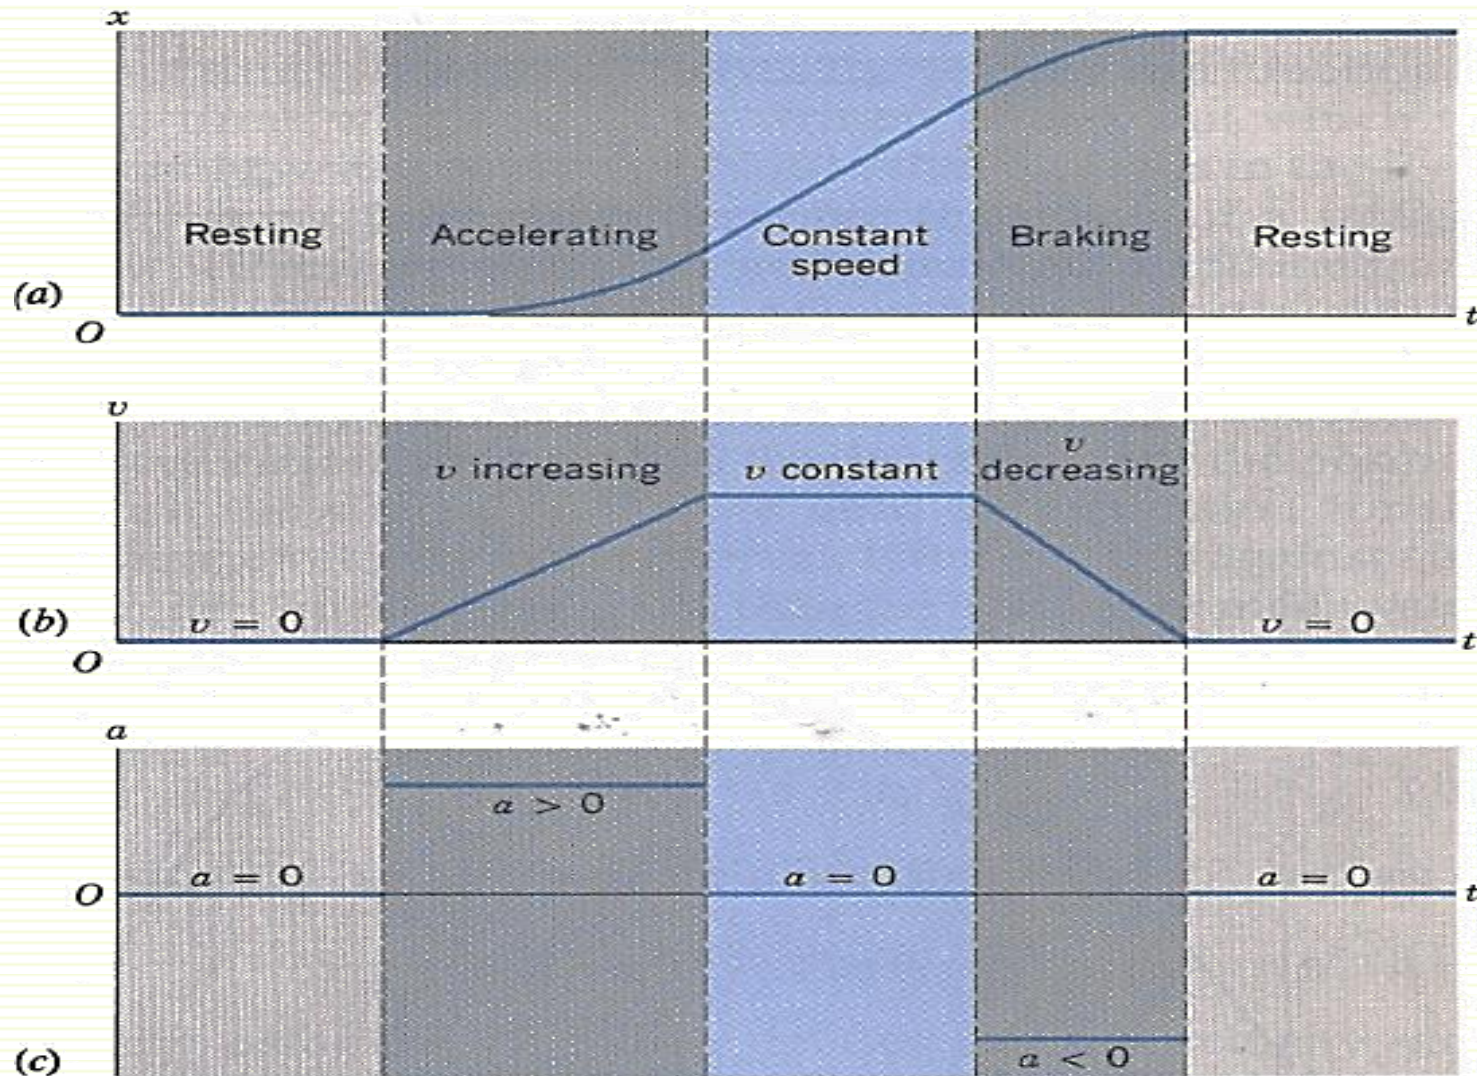 x
Resting
Accelerating
Constant
speed
Braking
Resting
(a)
O
t
v
v increasing
v constant
v
decreasing
(b)
v = 0
v = 0
O
t
a
a > 0
a = 0
a = 0
a = 0
O
t
(c)
a < 0